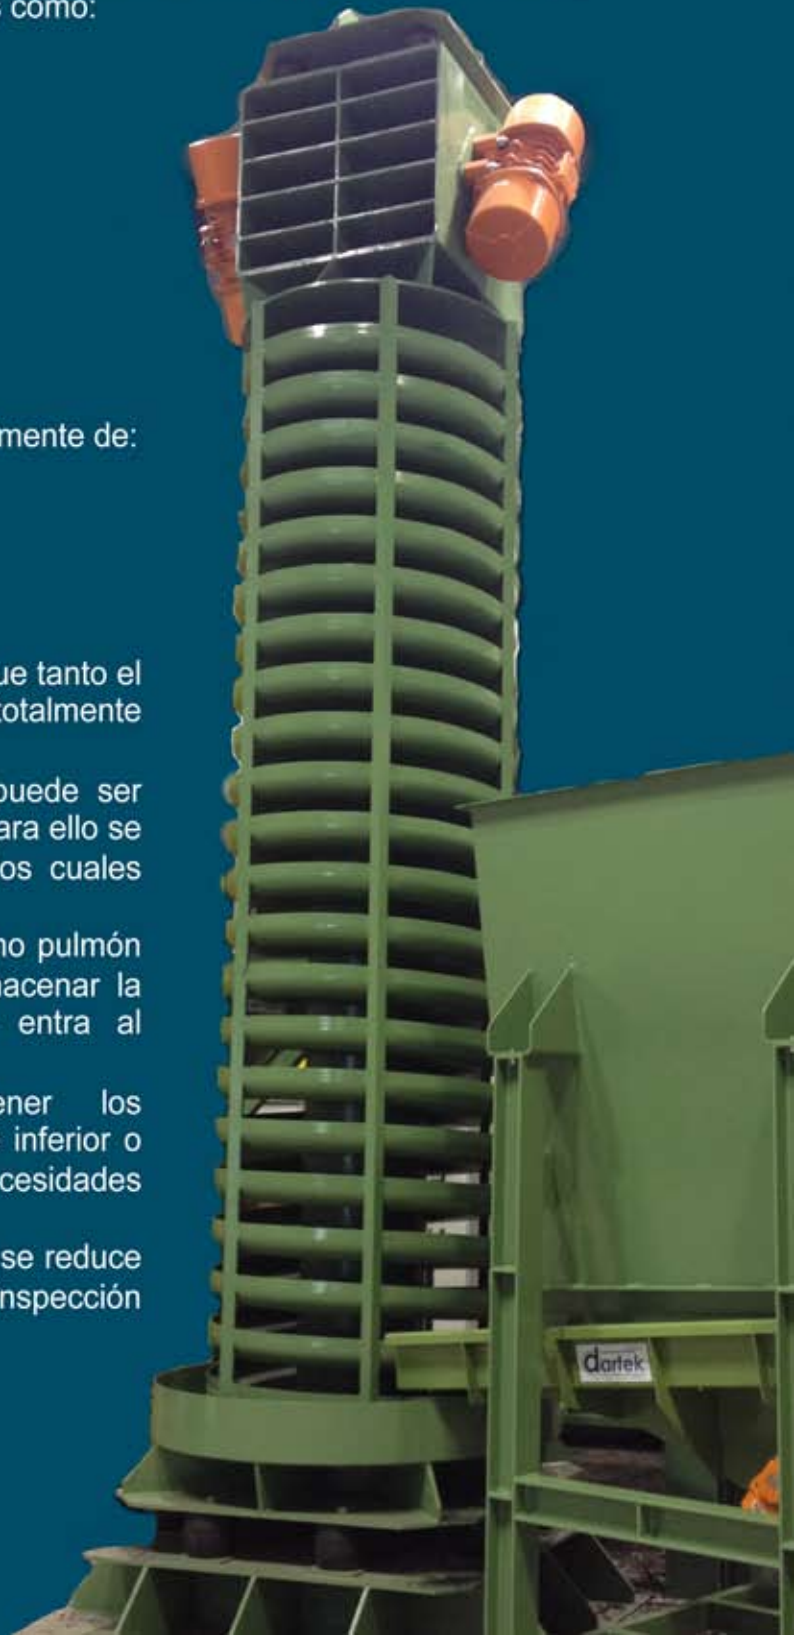 s como:
mente de:
ue tanto el
totalmente
puede ser
ara ello se
os cuales
no pulmón
nacenar la
entra al
ener los
inferior o
cesidades
se reduce
nspección
dartek